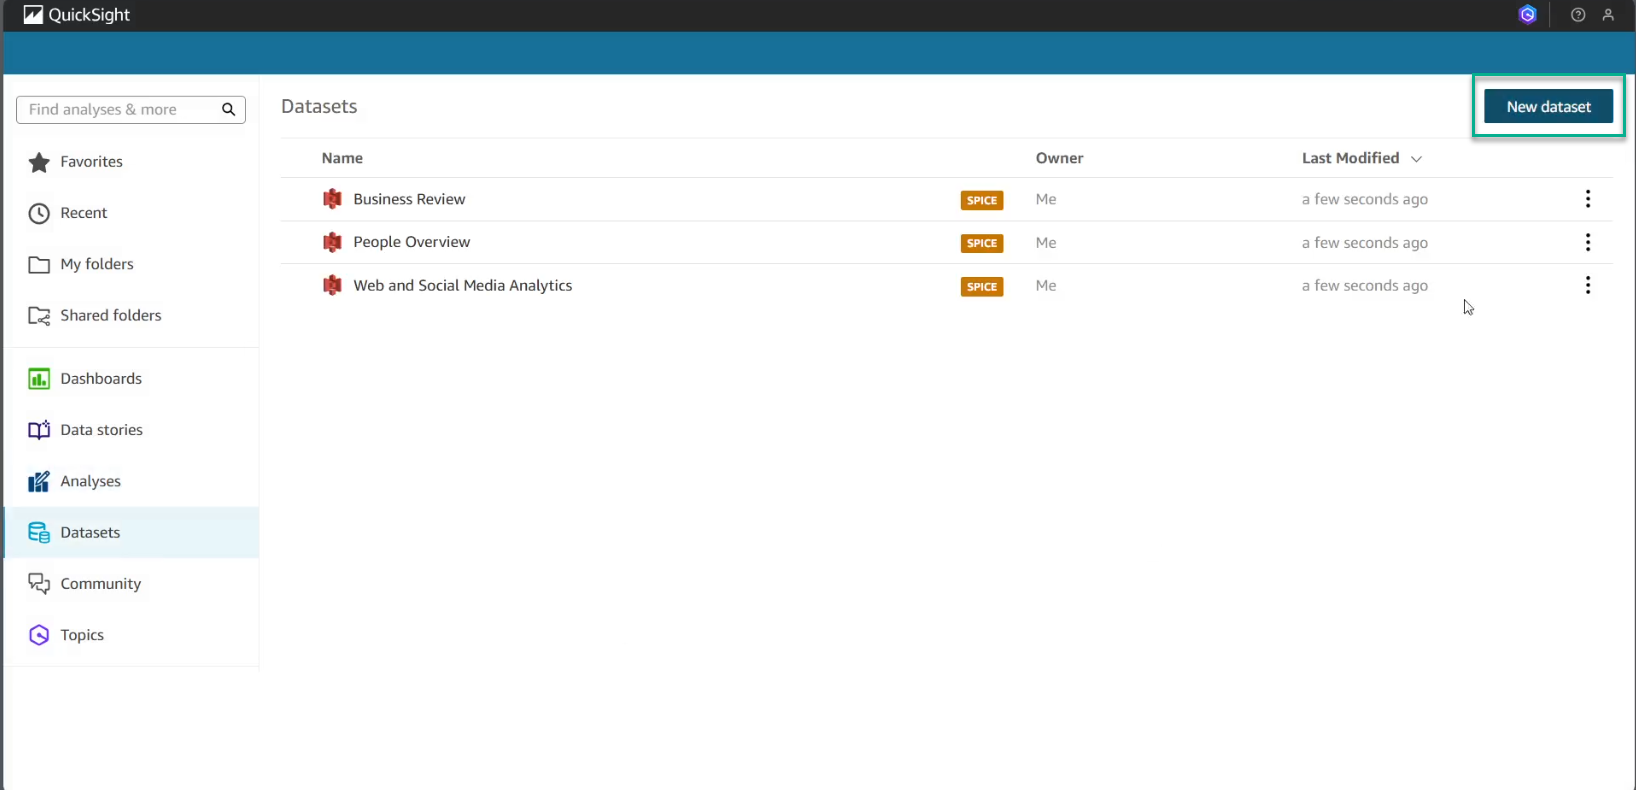 QuickSight
Find analyses & more
Favorites
Recent
My folders
Shared folders
Dashboards
Data stories
Analyses
Datasets
Community
Topics
Datasets
New dataset
Name Owner Last Modified
Business Review SPICE Me a few seconds ago
People Overview SPICE Me a few seconds ago
Web and Social Media Analytics SPICE Me a few seconds ago